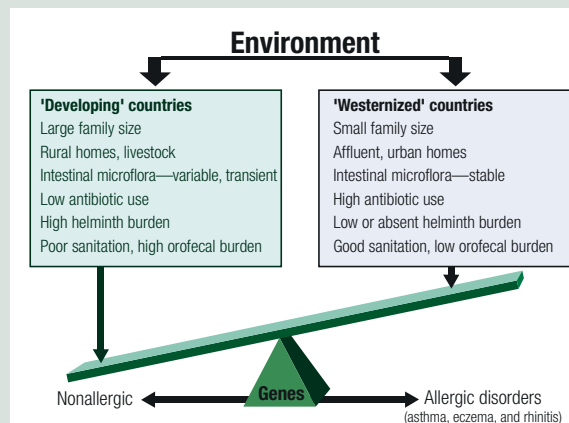 Environment
'Developing' countries
Large family size
Rural homes, livestock
Intestinal microflora—variable, transient
Low antibiotic use
High helminth burden
Poor sanitation, high orofecal burden
'Westernized' countries
Small family size
Affluent, urban homes
Intestinal microflora—stable
High antibiotic use
Low or absent helminth burden
Good sanitation, low orofecal burden
Nonallergic
Genes
Allergic disorders
(asthma, eczema, and rhinitis)